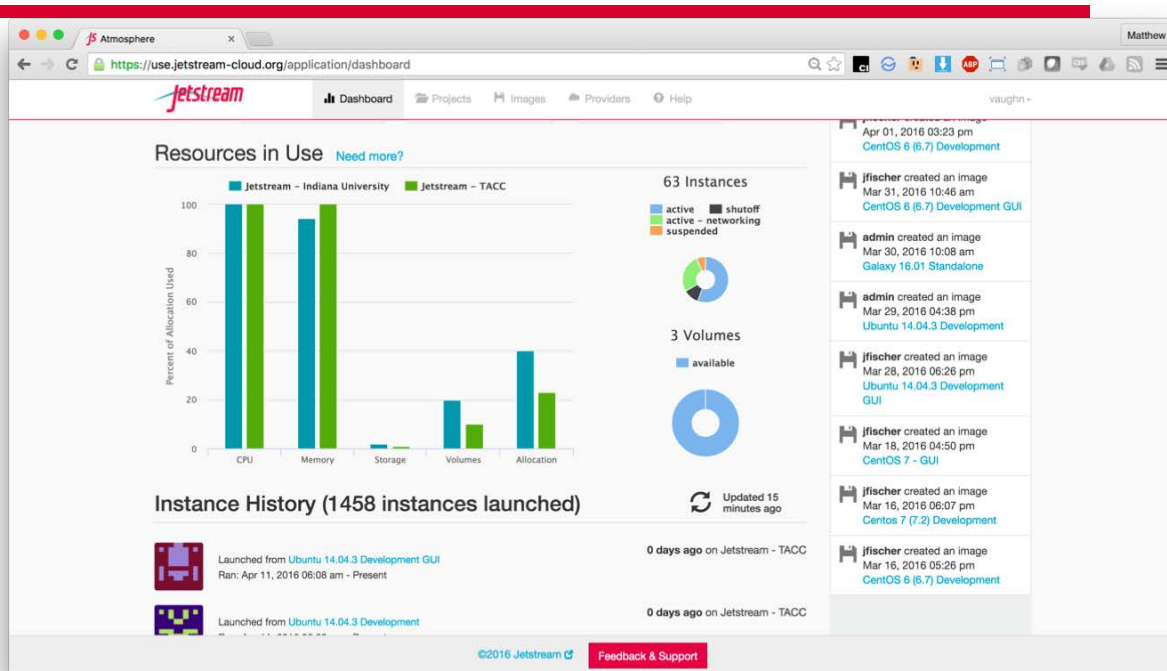 Atmosphere
Matthew
https://use.jetstream-cloud.org/application/dashboard
CI
ABP
Jetstream
Dashboard
Projects
Images
Providers
Help
vaughn
Resources in Use Need more?
Jetstream - Indiana University
Jetstream - TACC
Percent of Allocation Used
100
80
60
40
20
0
CPU
Memory
Storage
Volumes
Allocation
63 Instances
active
shutoff
active - networking
suspended
3 Volumes
available
Instance History (1458 instances launched)
Updated 15
minutes ago
Launched from Ubuntu 14.04.3 Development GUI
Ran: Apr 11, 2016 06:08 am - Present
0 days ago on Jetstream - TACC
Launched from Ubuntu 14.04.3 Development
0 days ago on Jetstream - TACC
Apr 01, 2016 03:23 pm
CentOS 6 (6.7) Development
jfischer created an image
Mar 31, 2016 10:46 am
CentOS 6 (6.7) Development GUI
admin created an image
Mar 30, 2016 10:08 am
Galaxy 16.01 Standalone
admin created an image
Mar 29, 2016 04:38 pm
Ubuntu 14.04.3 Development
jfischer created an image
Mar 28, 2016 06:26 pm
Ubuntu 14.04.3 Development
GUI
jfischer created an image
Mar 18, 2016 04:50 pm
CentOS 7 - GUI
jfischer created an image
Mar 16, 2016 06:07 pm
Centos 7 (7.2) Development
jfischer created an image
Mar 16, 2016 05:26 pm
CentOS 6 (6.7) Development
©2016 Jetstream
Feedback & Support